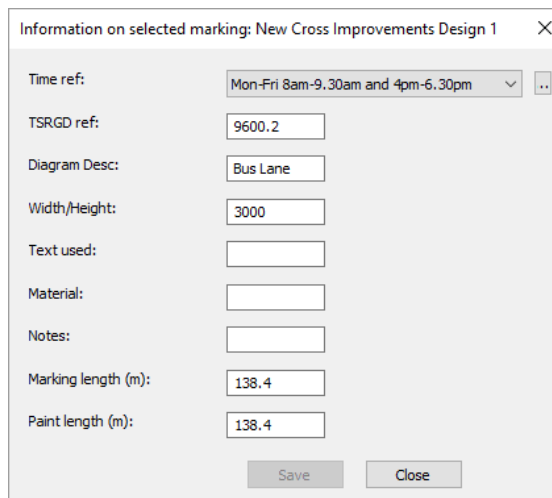 Information on selected marking: New Cross Improvements Design 1
Time ref: Mon-Fri 8am-9.30am and 4pm-6.30pm ..
TSRGD ref: 9600.2
Diagram Desc: Bus Lane
Width/Height: 3000
Text used:
Material:
Notes:
Marking length (m): 138.4
Paint length (m): 138.4
Save Close